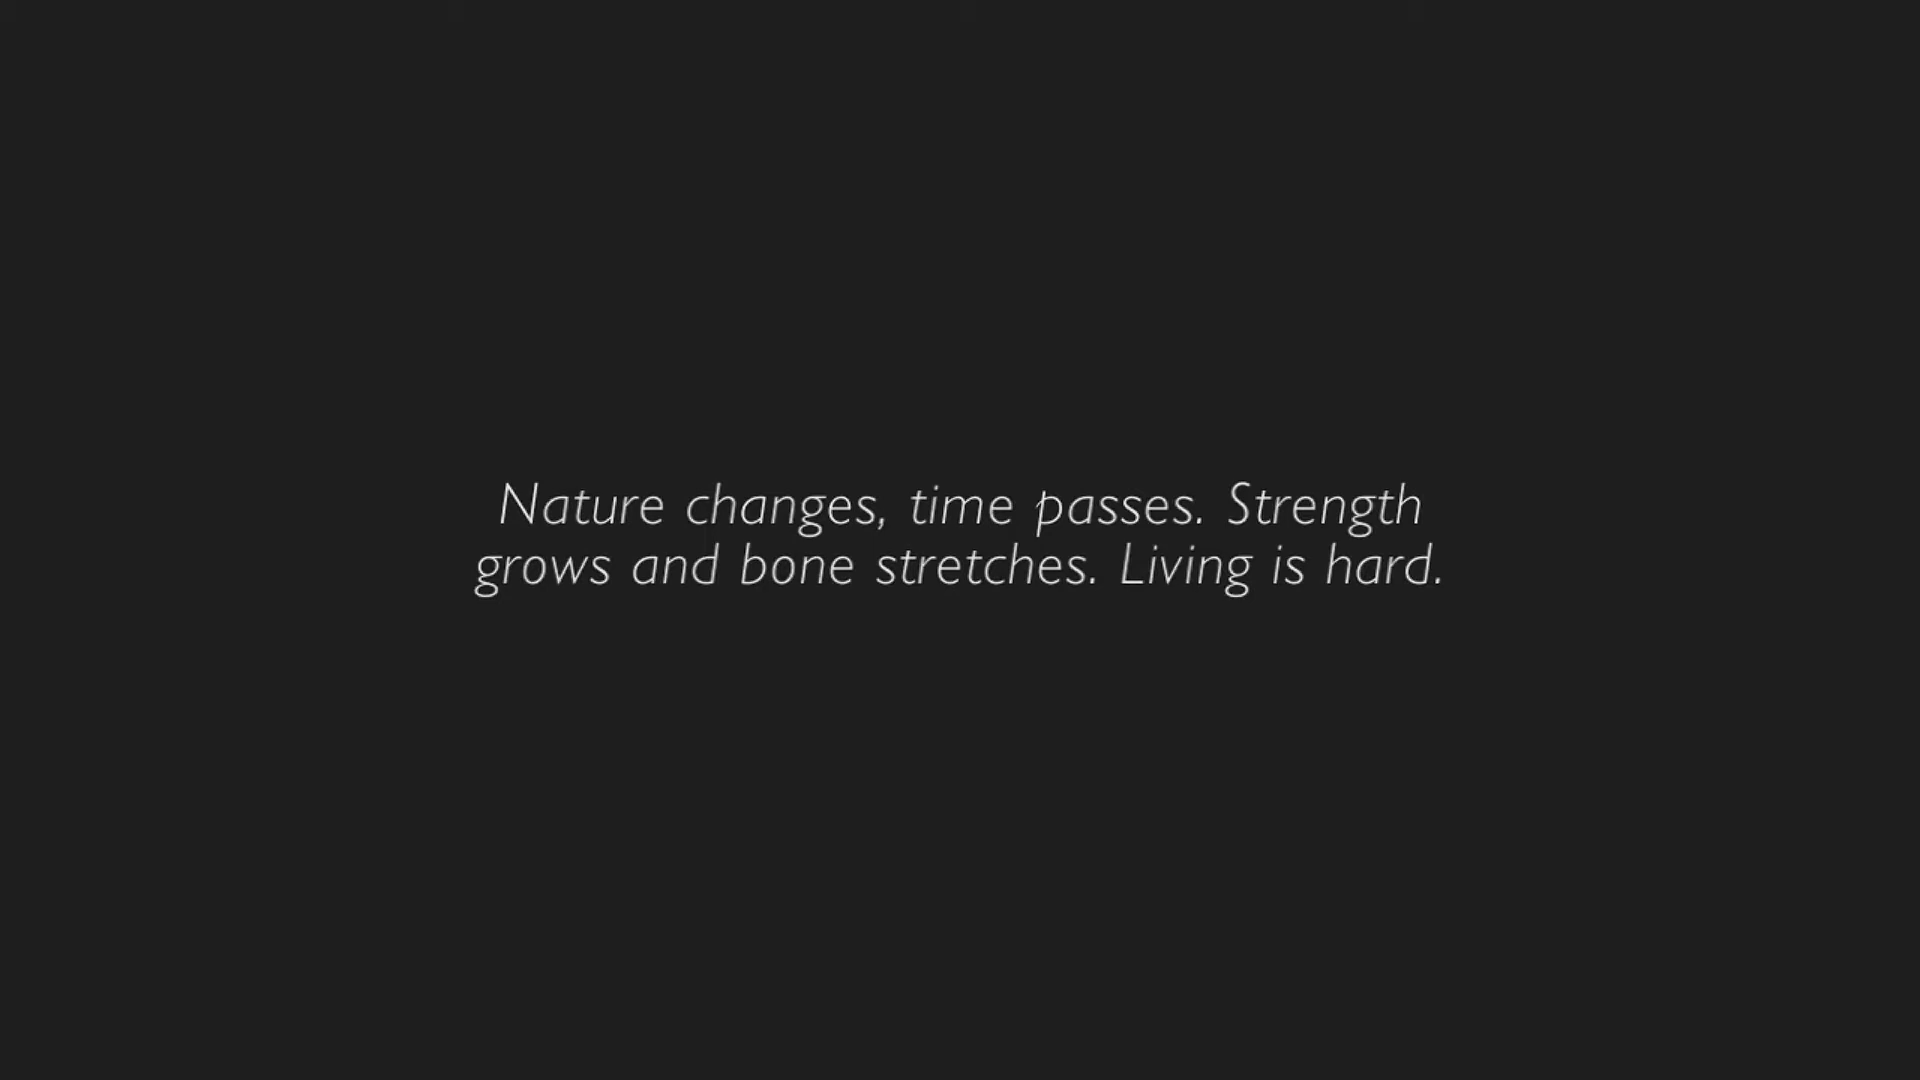 Nature changes, time passes. Strength
grows and bone stretches. Living is hard.